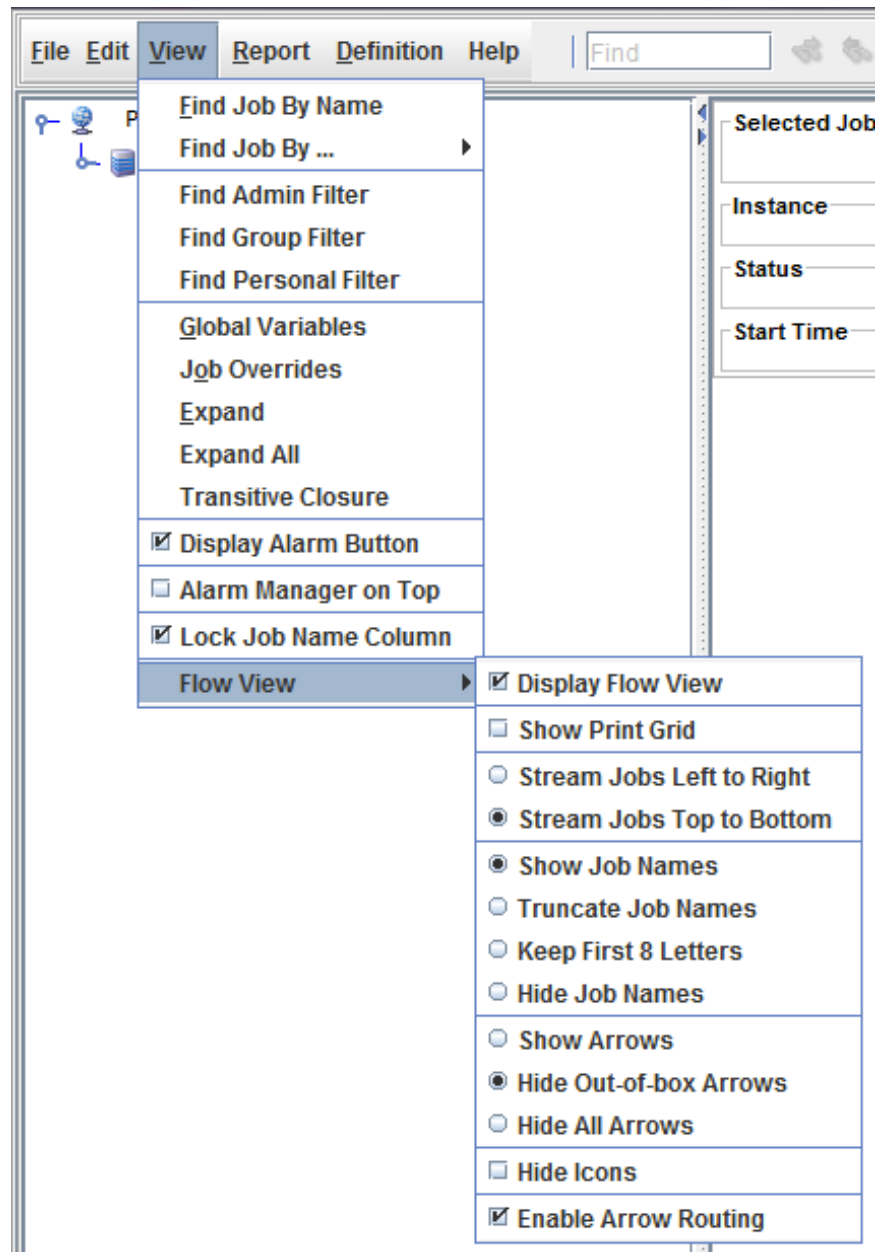 File Edit View Report Definition Help Find
P
Find Job By Name
Find Job By ...
Find Admin Filter
Find Group Filter
Find Personal Filter
Global Variables
Job Overrides
Expand
Expand All
Transitive Closure
Display Alarm Button
Alarm Manager on Top
Lock Job Name Column
Flow View
Display Flow View
Show Print Grid
Stream Jobs Left to Right
Stream Jobs Top to Bottom
Show Job Names
Truncate Job Names
Keep First 8 Letters
Hide Job Names
Show Arrows
Hide Out-of-box Arrows
Hide All Arrows
Hide Icons
Enable Arrow Routing
Selected Job
Instance
Status
Start Time